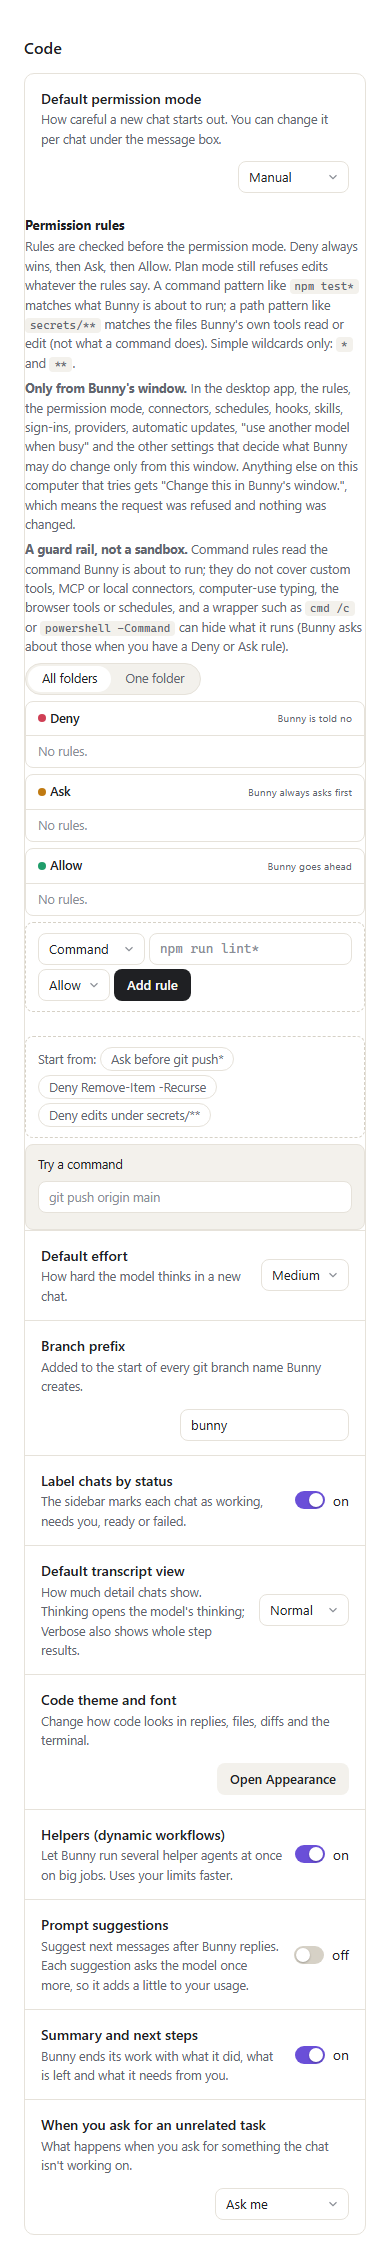 Code
Default permission mode
How careful a new chat starts out. You can change it
per chat under the message box.
Manual
Permission rules
Rules are checked before the permission mode. Deny always
wins, then Ask, then Allow. Plan mode still refuses edits
whatever the rules say. A command pattern like npm test*
matches what Bunny is about to run; a path pattern like
secrets/** matches the files Bunny's own tools read or
edit (not what a command does). Simple wildcards only: *
and **.
Only from Bunny's window. In the desktop app, the rules,
the permission mode, connectors, schedules, hooks, skills,
sign-ins, providers, automatic updates, "use another model
when busy" and the other settings that decide what Bunny
may do change only from this window. Anything else on this
computer that tries gets "Change this in Bunny's window.",
which means the request was refused and nothing was
changed.
A guard rail, not a sandbox. Command rules read the
command Bunny is about to run; they do not cover custom
tools, MCP or local connectors, computer-use typing, the
browser tools or schedules, and a wrapper such as cmd /c
or powershell -Command can hide what it runs (Bunny asks
about those when you have a Deny or Ask rule).
All folders One folder
Deny Bunny is told no
No rules.
Ask Bunny always asks first
No rules.
Allow Bunny goes ahead
No rules.
Command npm run lint*
Allow Add rule
Start from: Ask before git push*
Deny Remove-Item -Recurse
Deny edits under secrets/**
Try a command
git push origin main
Default effort
How hard the model thinks in a new
chat.
Medium
Branch prefix
Added to the start of every git branch name Bunny
creates.
bunny
Label chats by status
The sidebar marks each chat as working,
needs you, ready or failed.
on
Default transcript view
How much detail chats show.
Thinking opens the model's thinking;
Verbose also shows whole step
results.
Normal
Code theme and font
Change how code looks in replies, files, diffs and the
terminal.
Open Appearance
Helpers (dynamic workflows)
Let Bunny run several helper agents at once
on big jobs. Uses your limits faster.
on
Prompt suggestions
Suggest next messages after Bunny replies.
Each suggestion asks the model once
more, so it adds a little to your usage.
off
Summary and next steps
Bunny ends its work with what it did, what
is left and what it needs from you.
on
When you ask for an unrelated task
What happens when you ask for something the chat
isn't working on.
Ask me